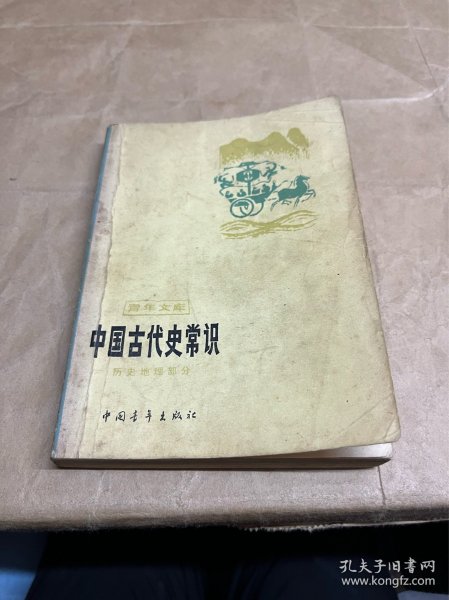 青年文库
中国古代史常识
历史地理部分
中国青年出版社
孔夫子旧书网
www.kongfz.com